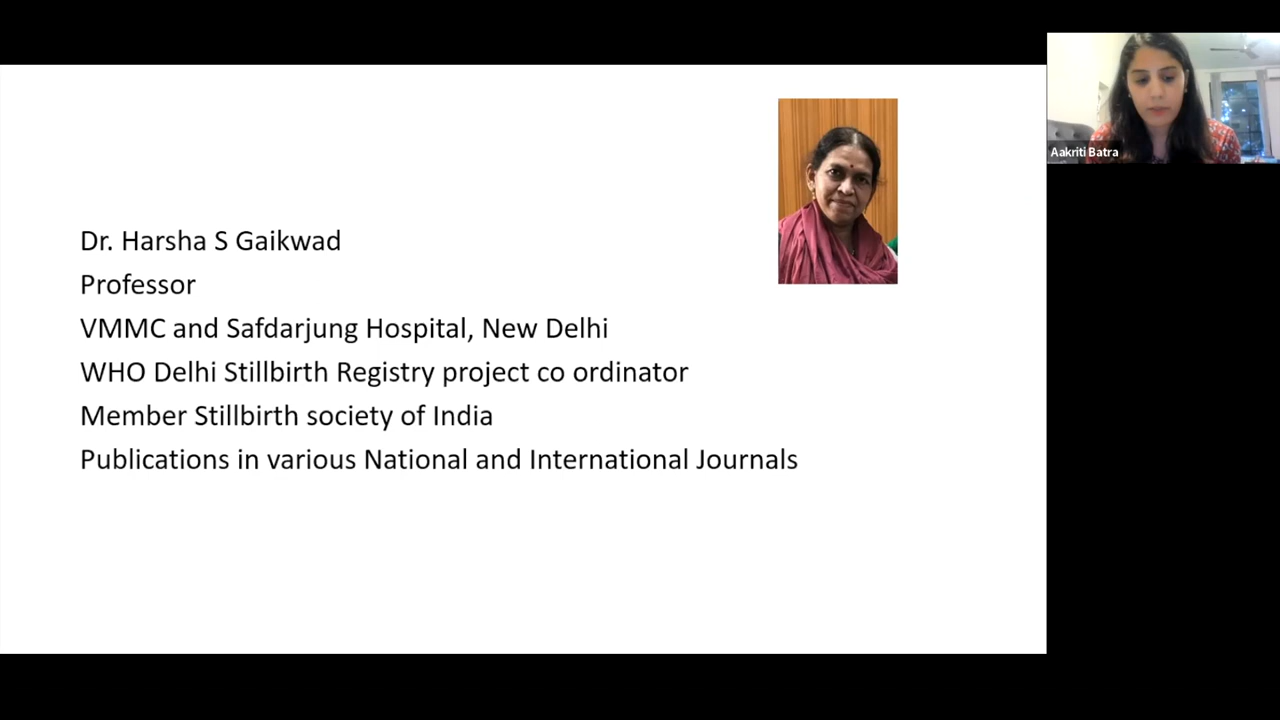 Dr. Harsha S Gaikwad
Professor
VMMC and Safdarjung Hospital, New Delhi
WHO Delhi Stillbirth Registry project co ordinator
Member Stillbirth society of India
Publications in various National and International Journals
Aakriti Batra